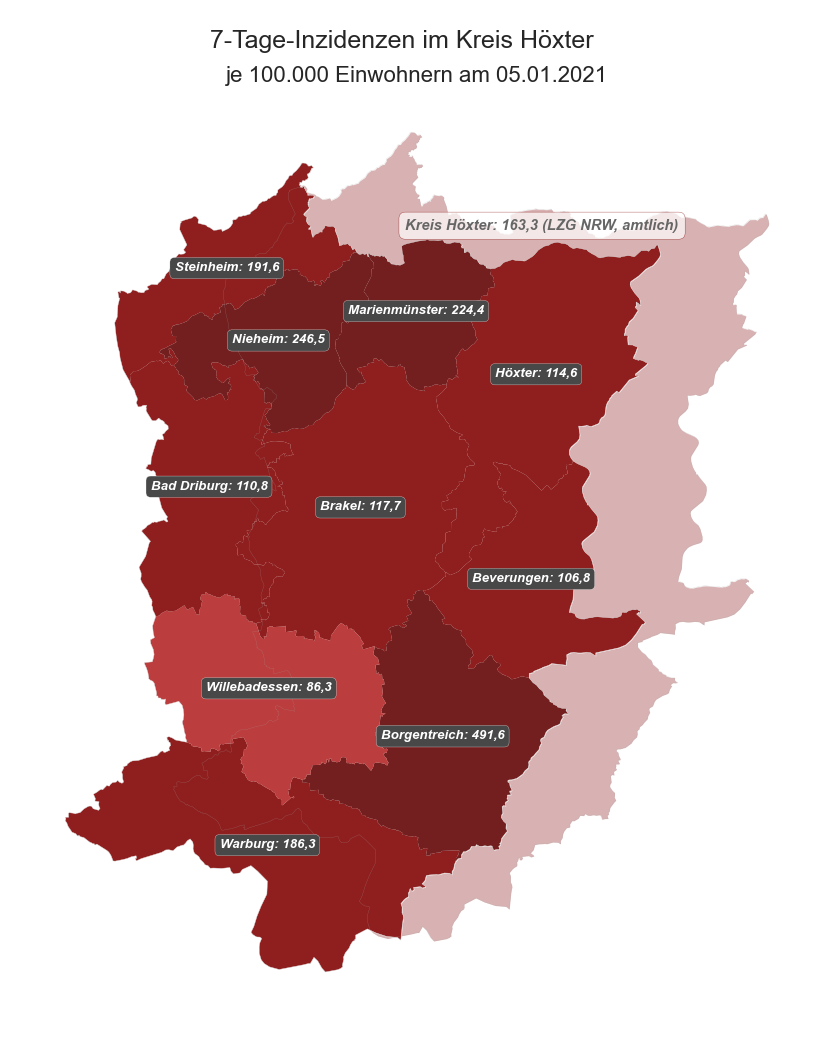 7-Tage-Inzidenzen im Kreis Höxter
je 100.000 Einwohnern am 05.01.2021
Kreis Höxter: 163,3 (LZG NRW, amtlich)
Steinheim: 191,6
Marienmünster: 224,4
Nieheim: 246,5
Höxter: 114,6
Bad Driburg: 110,8
Brakel: 117,7
Beverungen: 106,8
Willebadessen: 86,3
Borgentreich: 491,6
Warburg: 186,3